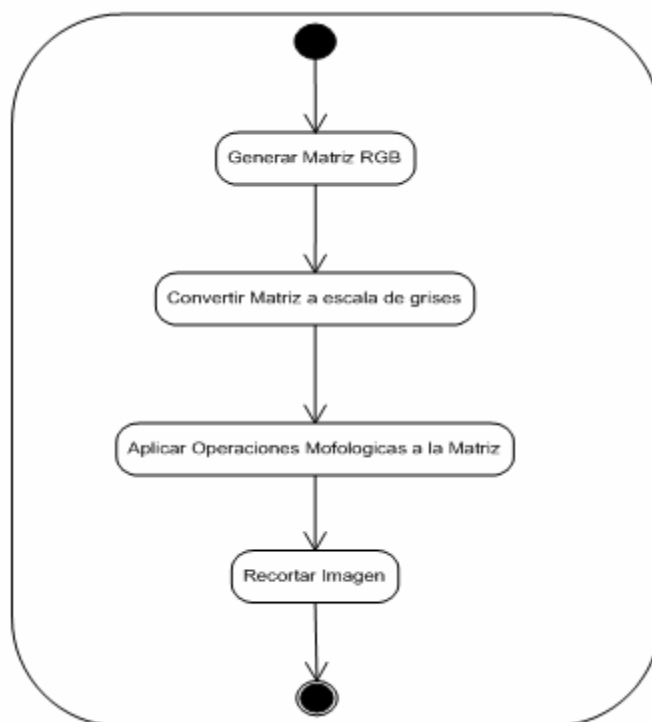 Generar Matriz RGB
Convertir Matriz a escala de grises
Aplicar Operaciones Mofologicas a la Matriz
Recortar Imagen